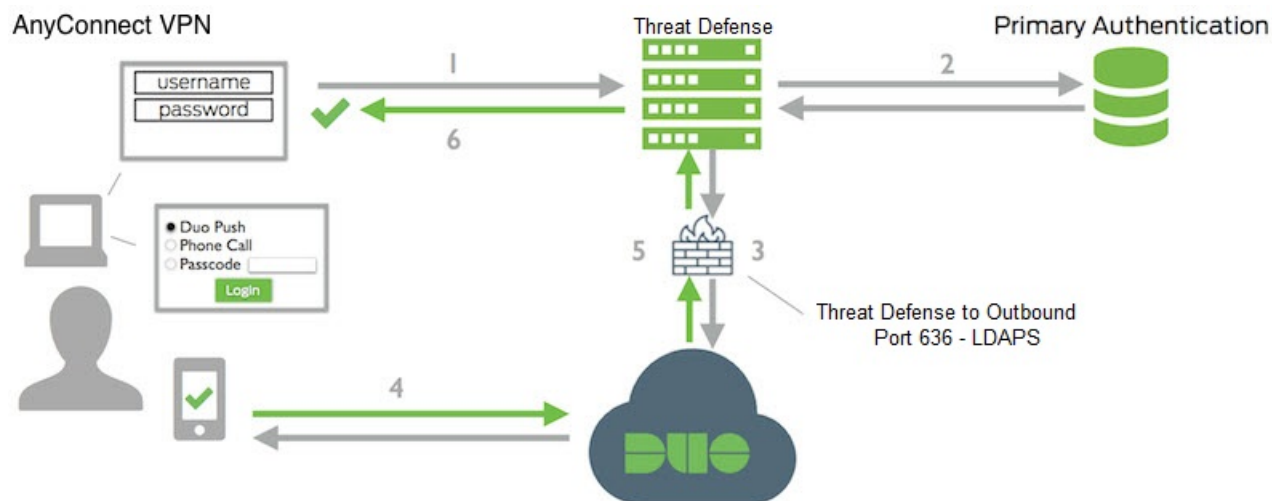 AnyConnect VPN
Threat Defense
Primary Authentication
username
password
1
2
6
Duo Push
Phone Call
Passcode
Login
5
3
Threat Defense to Outbound
Port 636 - LDAPS
4
DUO